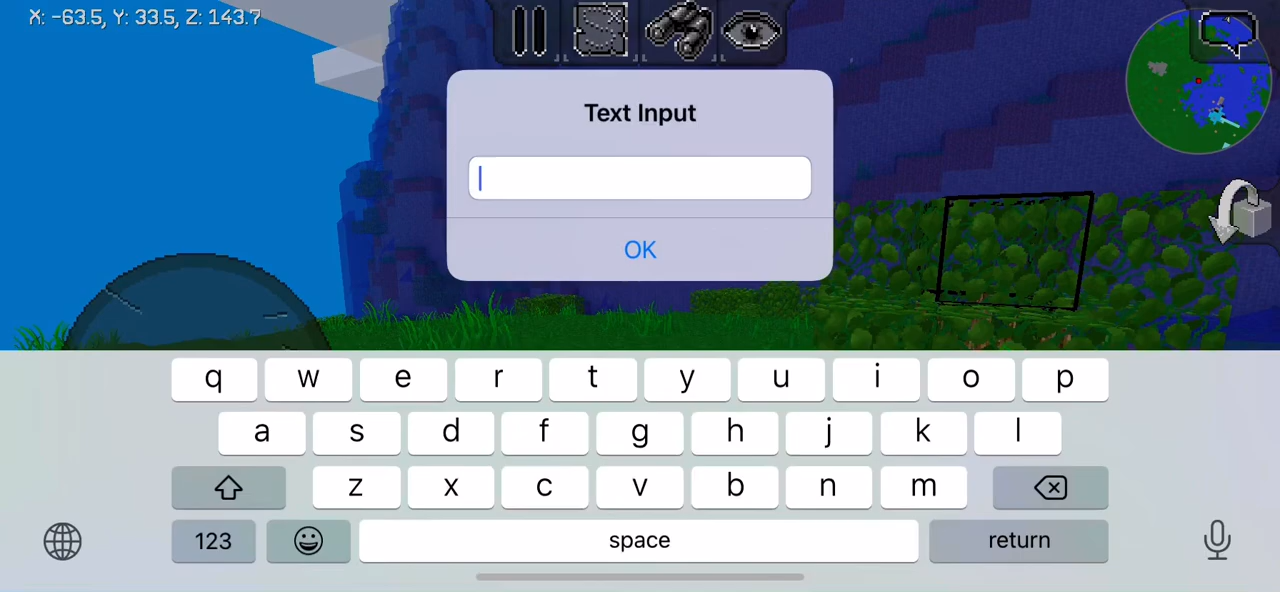 X: -63.5, Y: 33.5, Z: 143.7
Text Input
OK
q w e r t y u i o p
a s d f g h j k l
z x c v b n m
123 space return